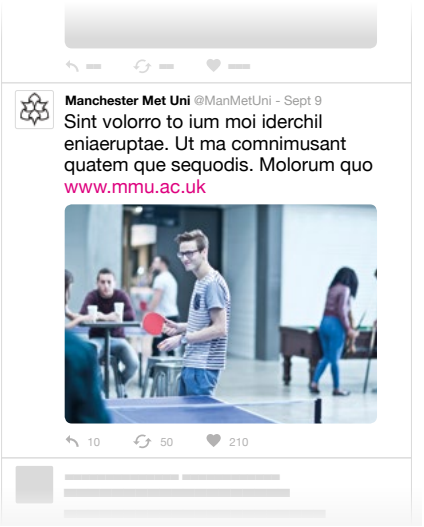 Manchester Met Uni @ManMetUni - Sept 9
Sint volorro to ium moi iderchil
eniaeruptae. Ut ma comnimusant
quatem que sequodis. Molorum quo
www.mmu.ac.uk
10 50 210